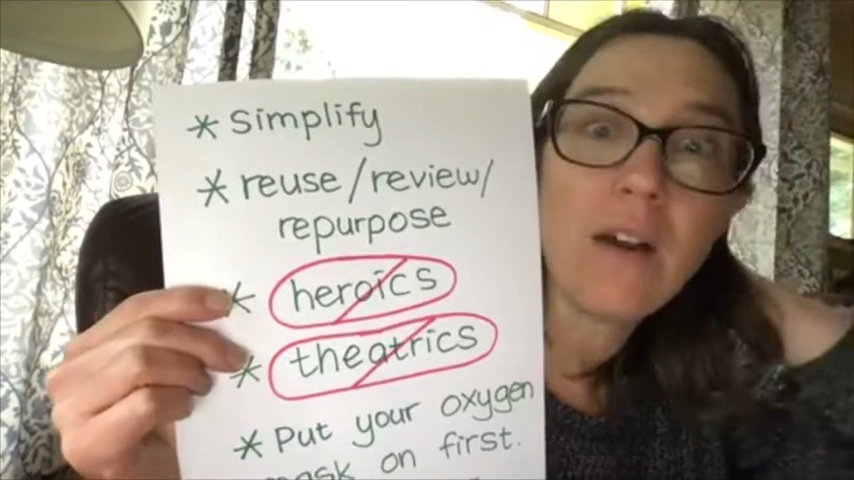 * Simplify
* reuse/review/
repurpose
* heroics
* theatrics
* Put your oxygen
mask on first.